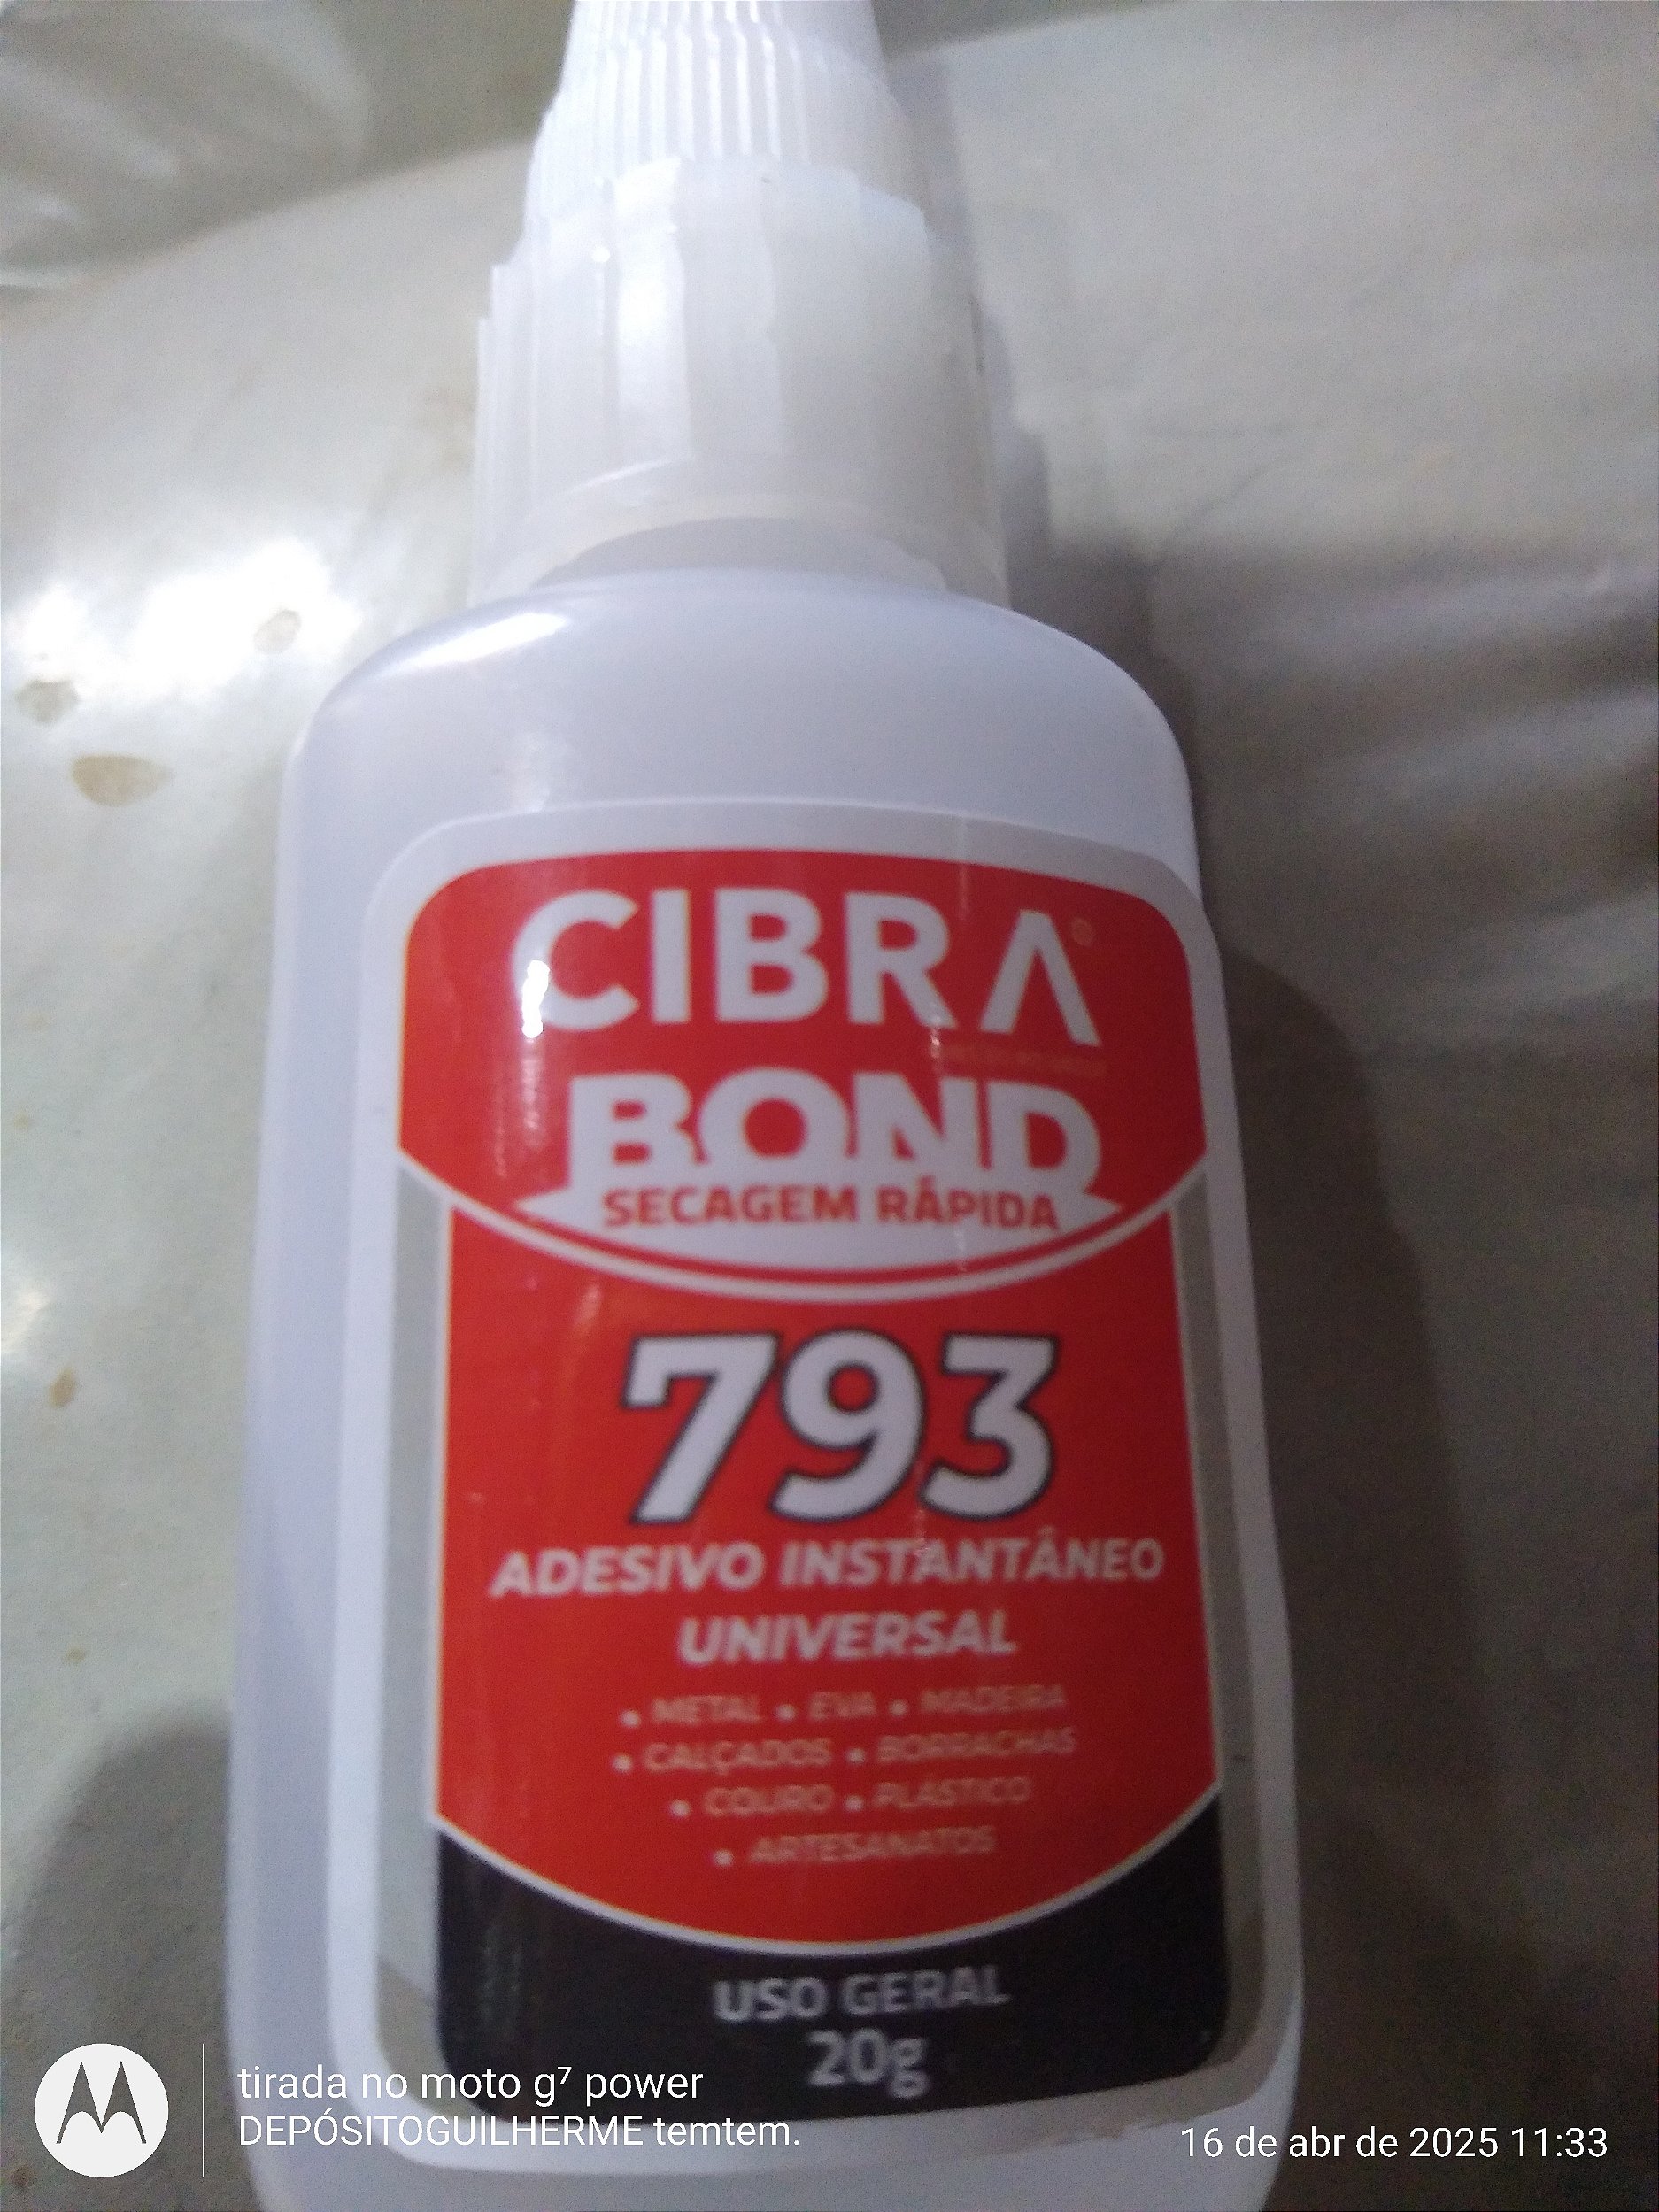 CIBRA
BOND
SECAGEM RÁPIDA
793
ADESIVO INSTANTÂNEO
UNIVERSAL
• METAL • EVA • MADEIRA
• CALÇADOS • BORRACHAS
• COURO • PLÁSTICO
• ARTESANATOS
USO GERAL
20g
tirada no moto g⁷ power
DEPÓSITOGUILHERME temtem.
16 de abr de 2025 11:33